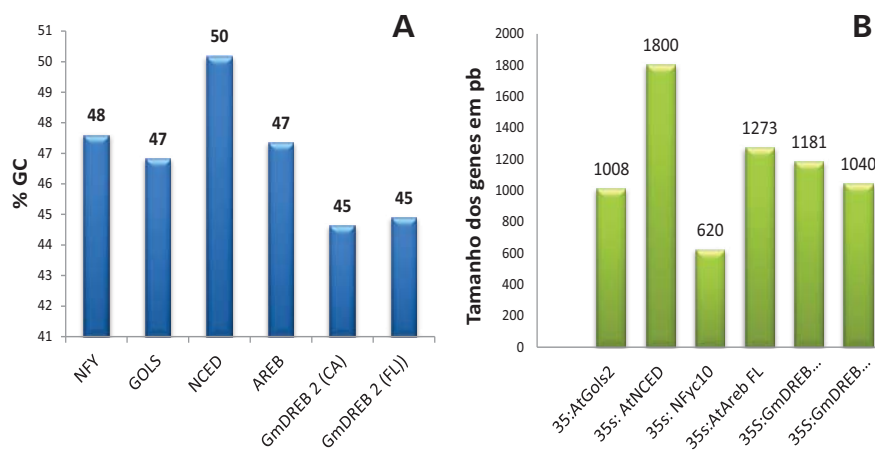 A
% GC
51
50
49
48
47
46
45
44
43
42
41
48
47
50
47
45
45
NFY
GOLS
NCED
AREB
GmDREB 2 (CA)
GmDREB 2 (FL))
B
Tamanho dos genes em pb
2000
1800
1600
1400
1200
1000
800
600
400
200
0
1008
1800
620
1273
1181
1040
35:AtGols2
35s: AtNCED
35s: NFyc10
35s:AtAreb FL
35S:GmDREB...
35S:GmDREB...